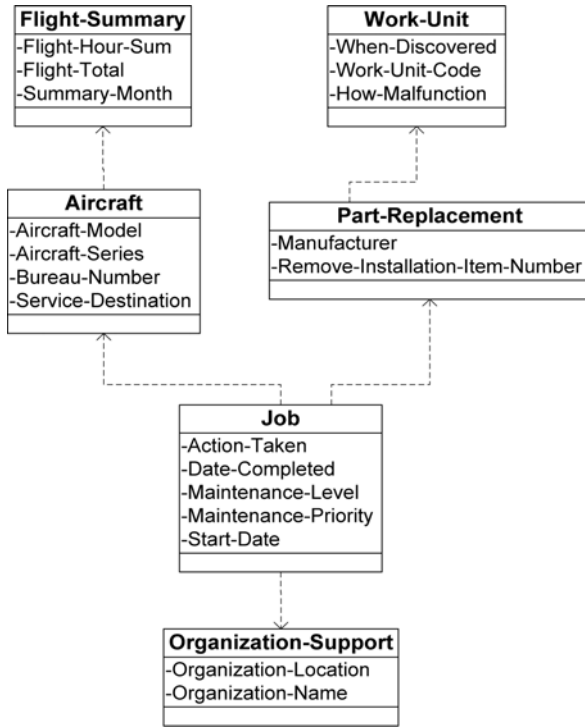 Flight-Summary
-Flight-Hour-Sum
-Flight-Total
-Summary-Month
Work-Unit
-When-Discovered
-Work-Unit-Code
-How-Malfunction
Aircraft
-Aircraft-Model
-Aircraft-Series
-Bureau-Number
-Service-Destination
Part-Replacement
-Manufacturer
-Remove-Installation-Item-Number
Job
-Action-Taken
-Date-Completed
-Maintenance-Level
-Maintenance-Priority
-Start-Date
Organization-Support
-Organization-Location
-Organization-Name